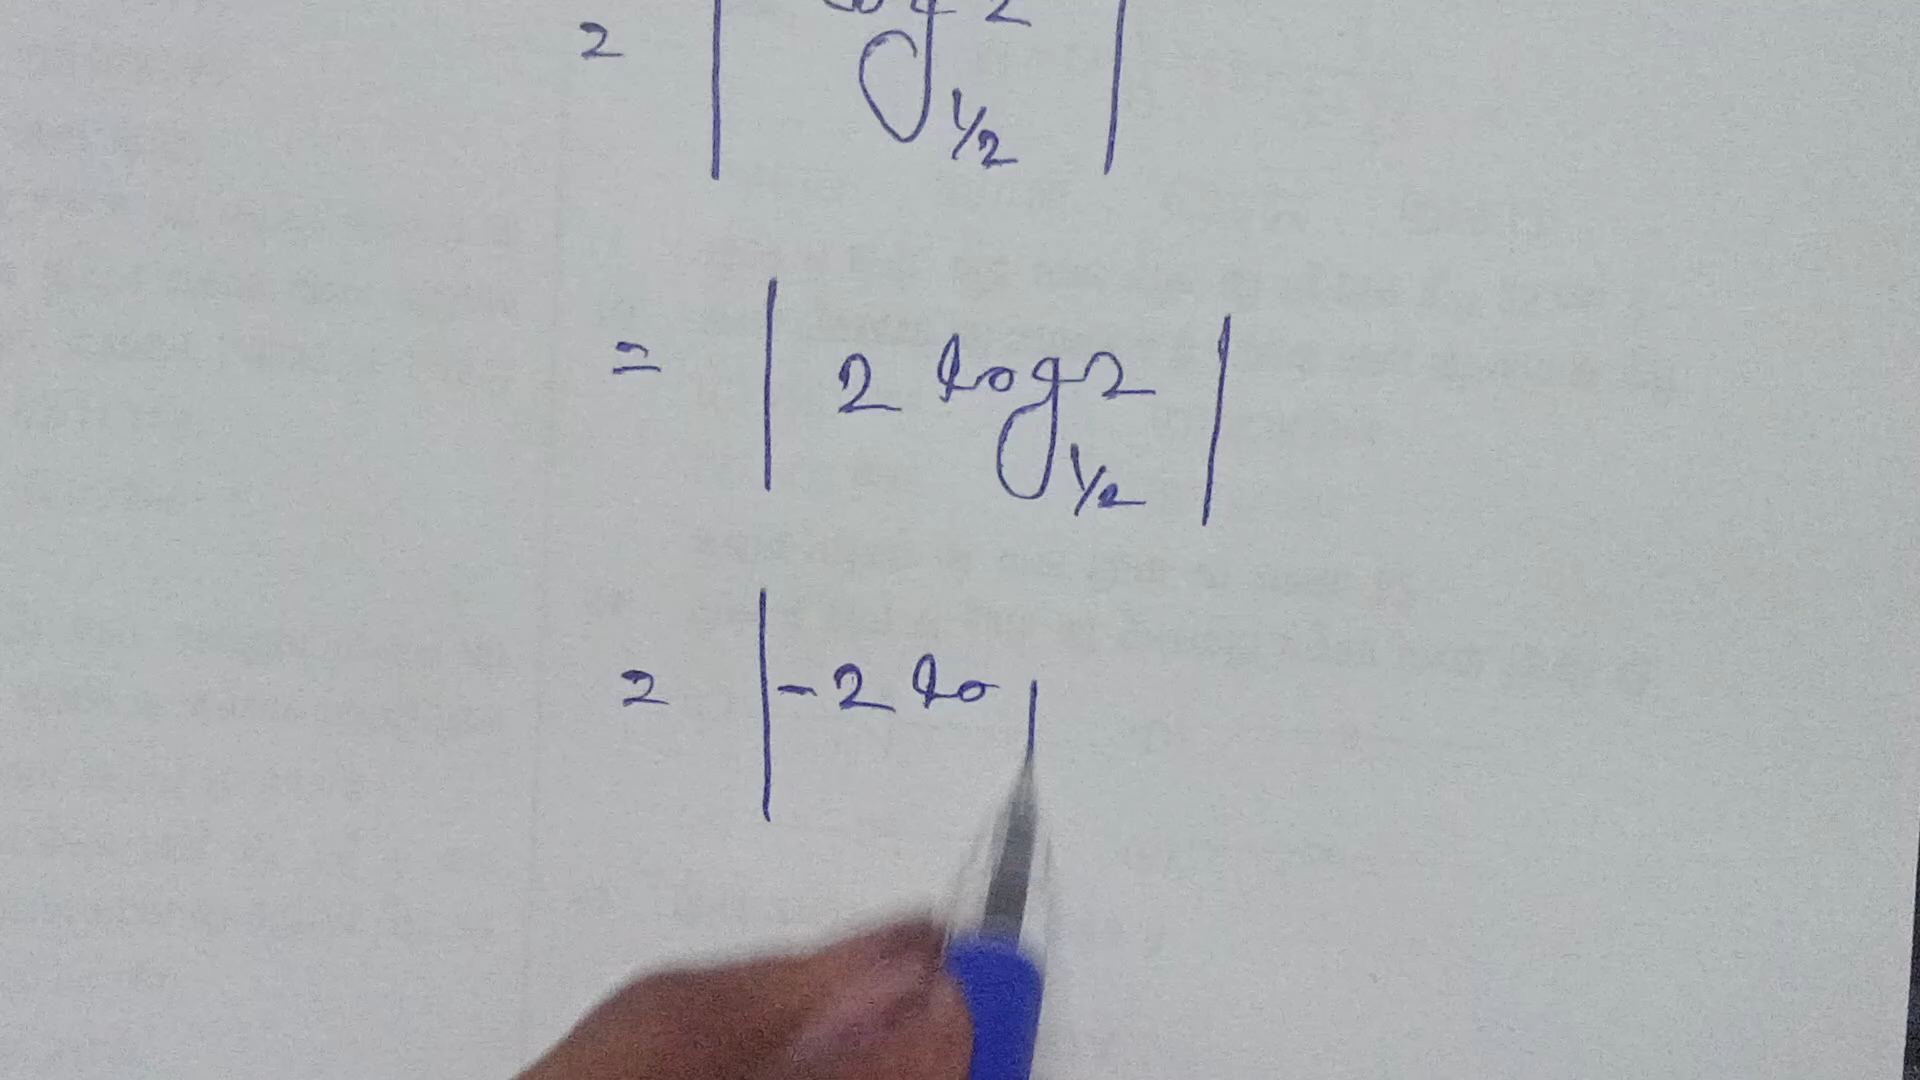 = | log 2 1/2 |
= | 2 log 2 1/2 |
= | -2 lo